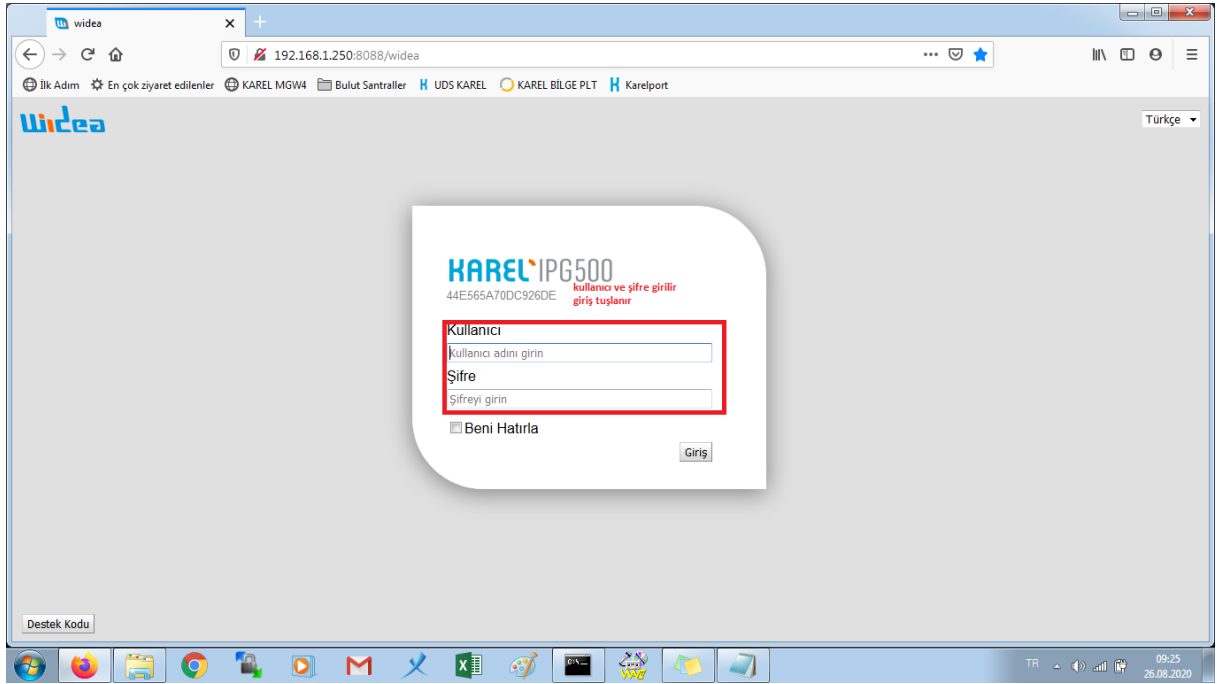 widea
192.168.1.250:8088/widea
İlk Adım En çok ziyaret edilenler KAREL MGW4 Bulut Santraller UDS KAREL KAREL BİLGE PLT Karelport
widea
Türkçe
KAREL IPG500
44E565A70DC926DE
kullanıcı ve şifre girilir
giriş tuşlanır
Kullanıcı
Kullanıcı adını girin
Şifre
Şifreyi girin
Beni Hatırla
Giriş
Destek Kodu
TR
09:25
26.08.2020